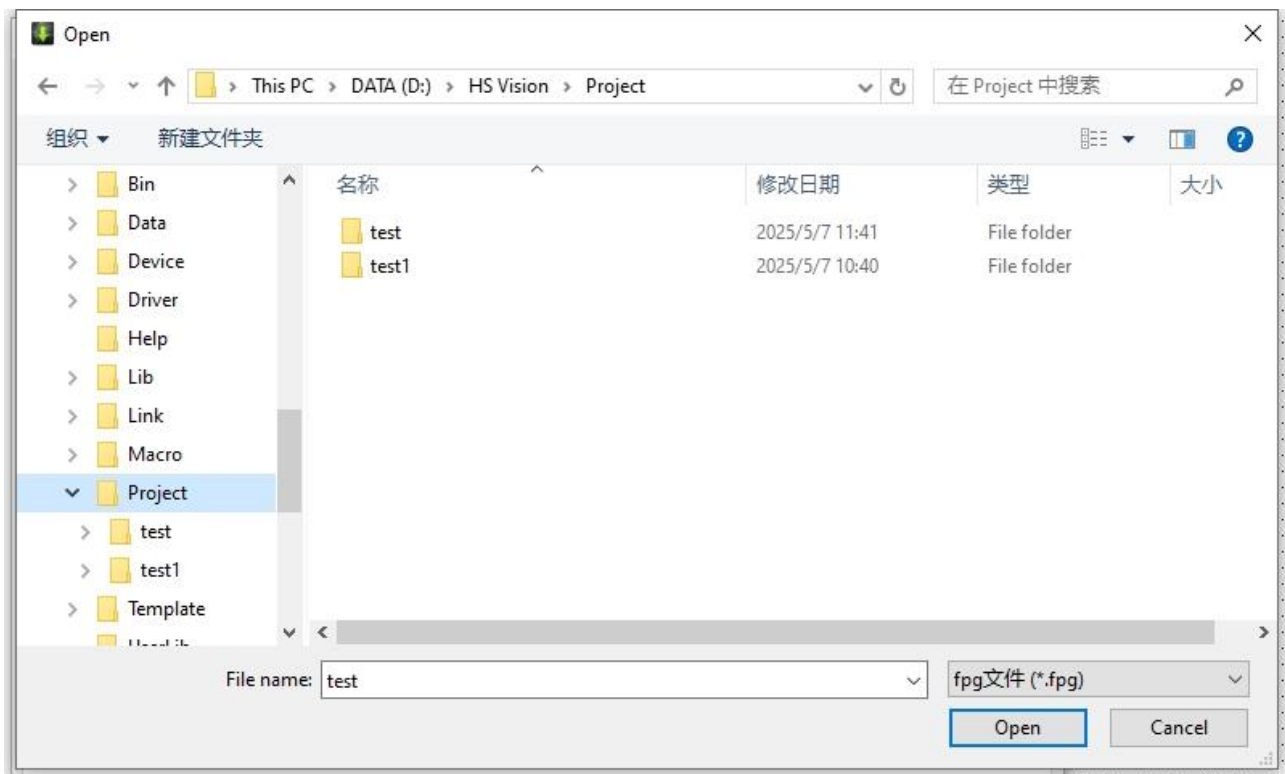 Open
This PC > DATA (D:) > HS Vision > Project
在 Project 中搜索
组织
新建文件夹
Bin
Data
Device
Driver
Help
Lib
Link
Macro
Project
test
test1
Template
名称 修改日期 类型 大小
test 2025/5/7 11:41 File folder
test1 2025/5/7 10:40 File folder
File name: test
fpg文件 (*.fpg)
Open Cancel